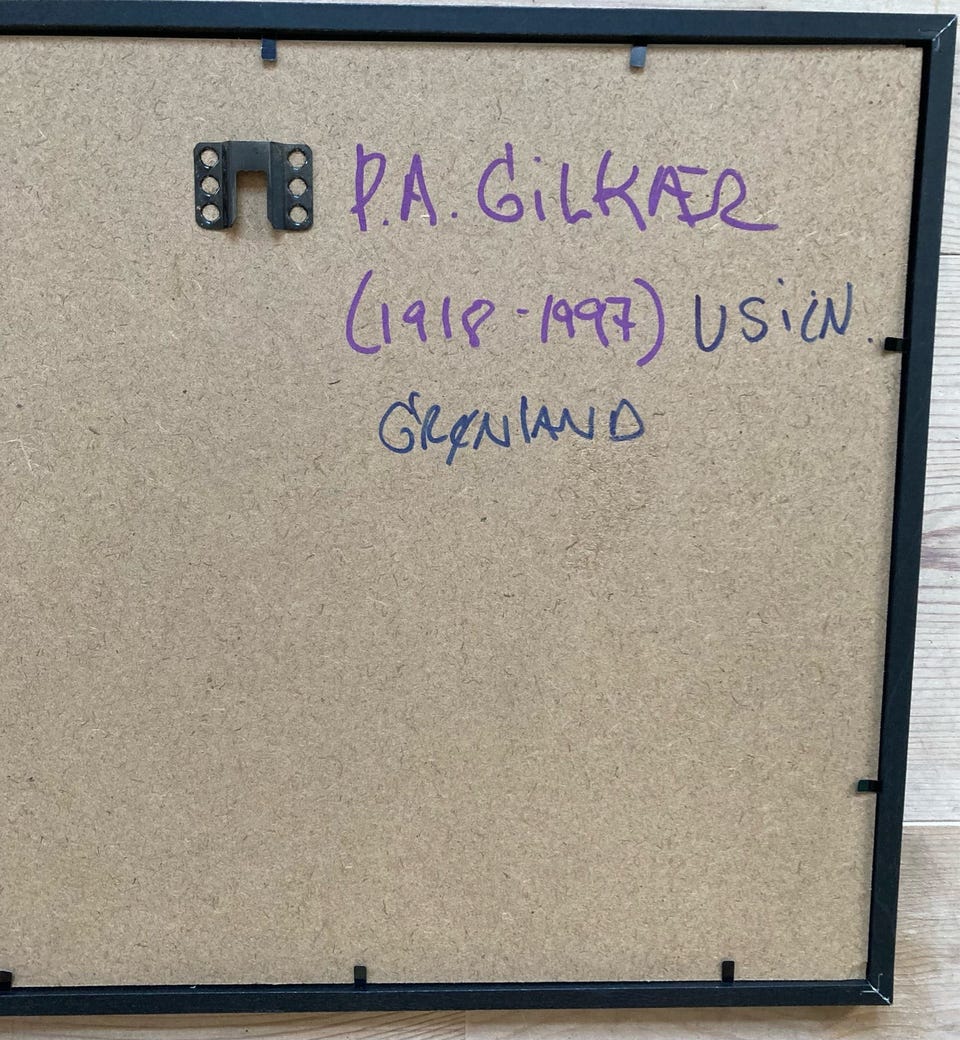 P.A. GiLKÆR
(1918-1997) USiGN.
GRØNlAND